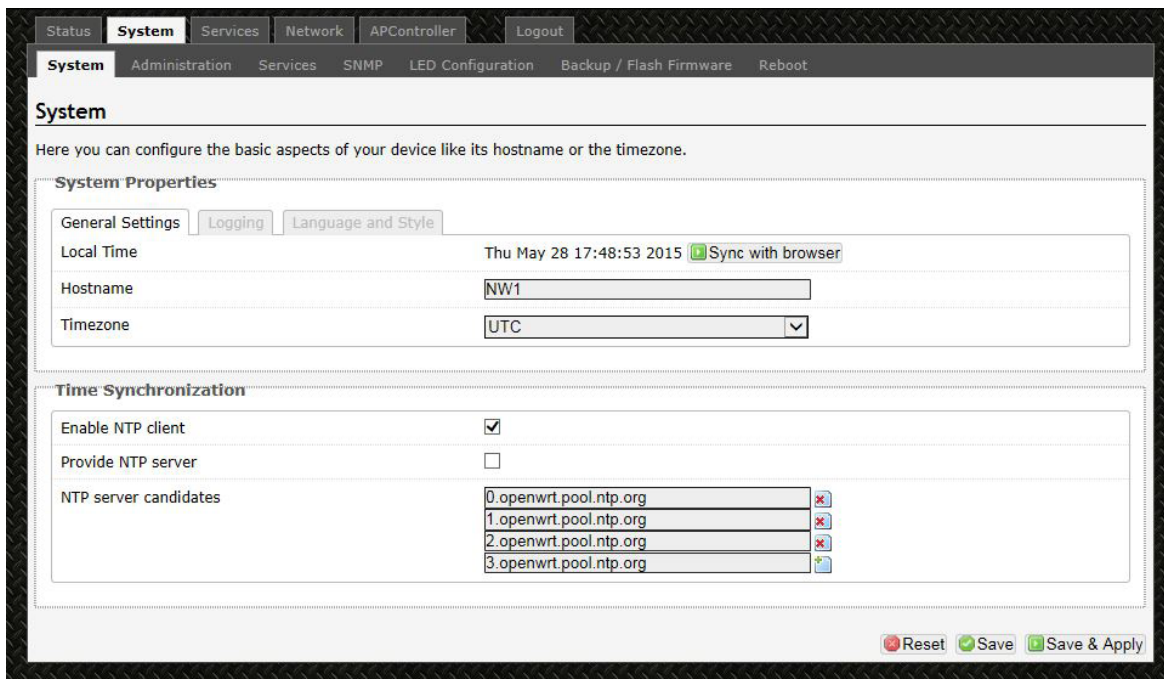 Status System Services Network APController Logout
System Administration Services SNMP LED Configuration Backup / Flash Firmware Reboot
System
Here you can configure the basic aspects of your device like its hostname or the timezone.
System Properties
General Settings Logging Language and Style
Local Time Thu May 28 17:48:53 2015 Sync with browser
Hostname NW1
Timezone UTC
Time Synchronization
Enable NTP client
Provide NTP server
NTP server candidates 0.openwrt.pool.ntp.org
1.openwrt.pool.ntp.org
2.openwrt.pool.ntp.org
3.openwrt.pool.ntp.org
Reset Save Save & Apply